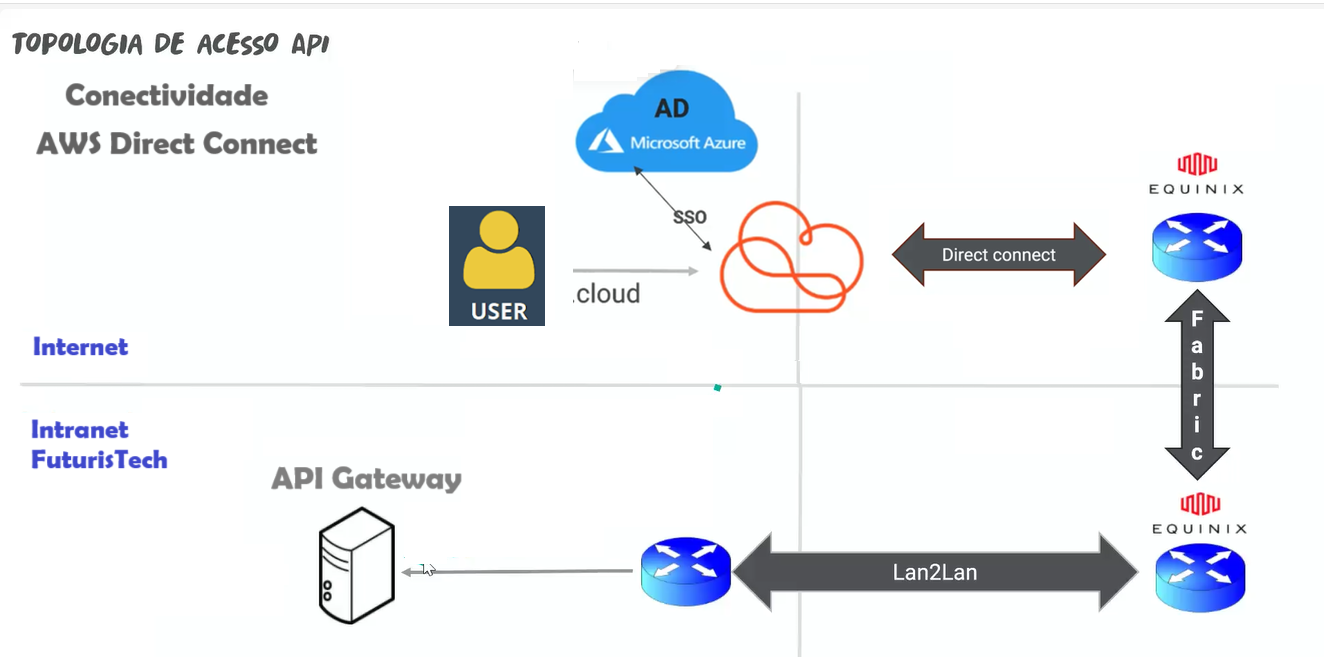 TOPOLOGIA DE ACESSO API
Conectividade
AWS Direct Connect
AD
Microsoft Azure
SSO
USER
.cloud
Direct connect
EQUINIX
Fabric
Internet
Intranet
FuturisTech
API Gateway
Lan2Lan
EQUINIX